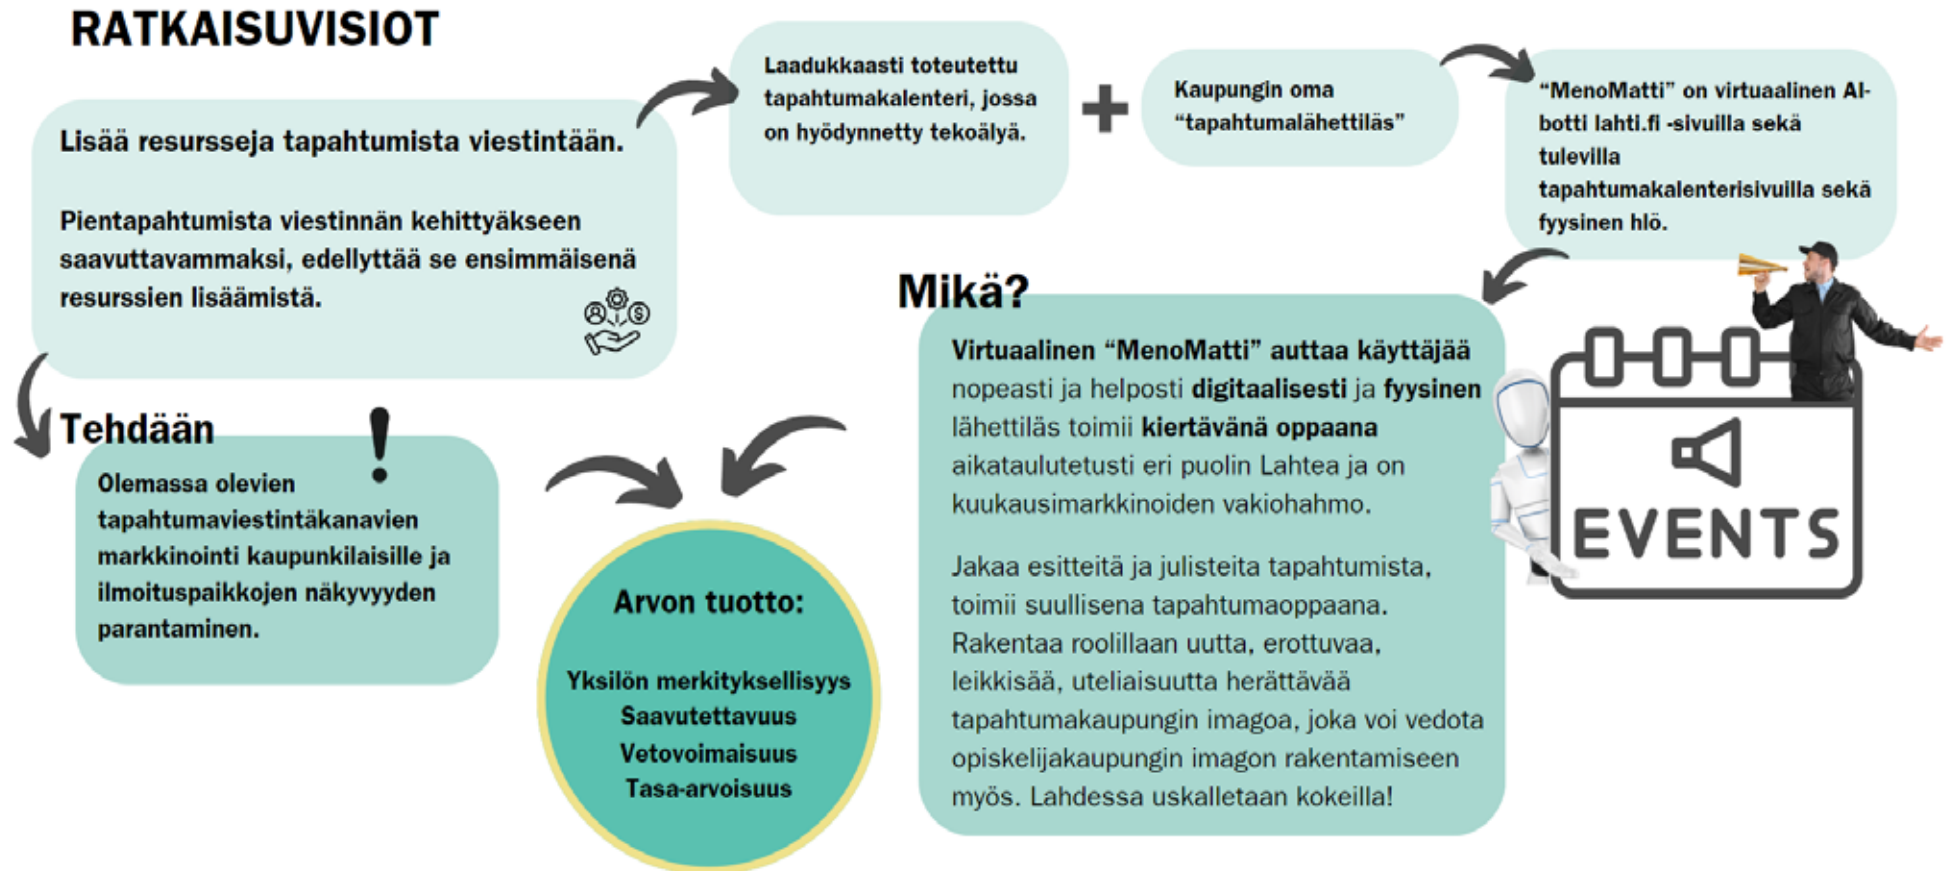 RATKAISUVISIOT
Lisää resursseja tapahtumista viestintään.
Pientapahtumista viestinnän kehittyäkseen
saavuttavammaksi, edellyttää se ensimmäisenä
resurssien lisäämistä.
Laadukkaasti toteutettu
tapahtumakalenteri, jossa
on hyödynnetty tekoälyä.
+
Kaupungin oma
“tapahtumalähettiläs”
“MenoMatti” on virtuaalinen AI-
botti lahti.fi -sivuilla sekä
tulevilla
tapahtumakalenterisivuilla sekä
fyysinen hlö.
Tehdään
!
Olemassa olevien
tapahtumaviestintäkanavien
markkinointi kaupunkilaisille ja
ilmoituspaikkojen näkyvyyden
parantaminen.
Arvon tuotto:
Yksilön merkityksellisyys
Saavutettavuus
Vetovoimaisuus
Tasa-arvoisuus
Mikä?
Virtuaalinen “MenoMatti” auttaa käyttäjää
nopeasti ja helposti digitaalisesti ja fyysinen
lähettiläs toimii kiertävänä oppaana
aikataulutetusti eri puolin Lahtea ja on
kuukausimarkkinoiden vakiohahmo.
Jakaa esitteitä ja julisteita tapahtumista,
toimii suullisena tapahtumaoppaana.
Rakentaa roolillaan uutta, erottuvaa,
leikkisää, uteliaisuutta herättävää
tapahtumakaupungin imagoa, joka voi vedota
opiskelijakaupungin imagon rakentamiseen
myös. Lahdessa uskalletaan kokeilla!
EVENTS